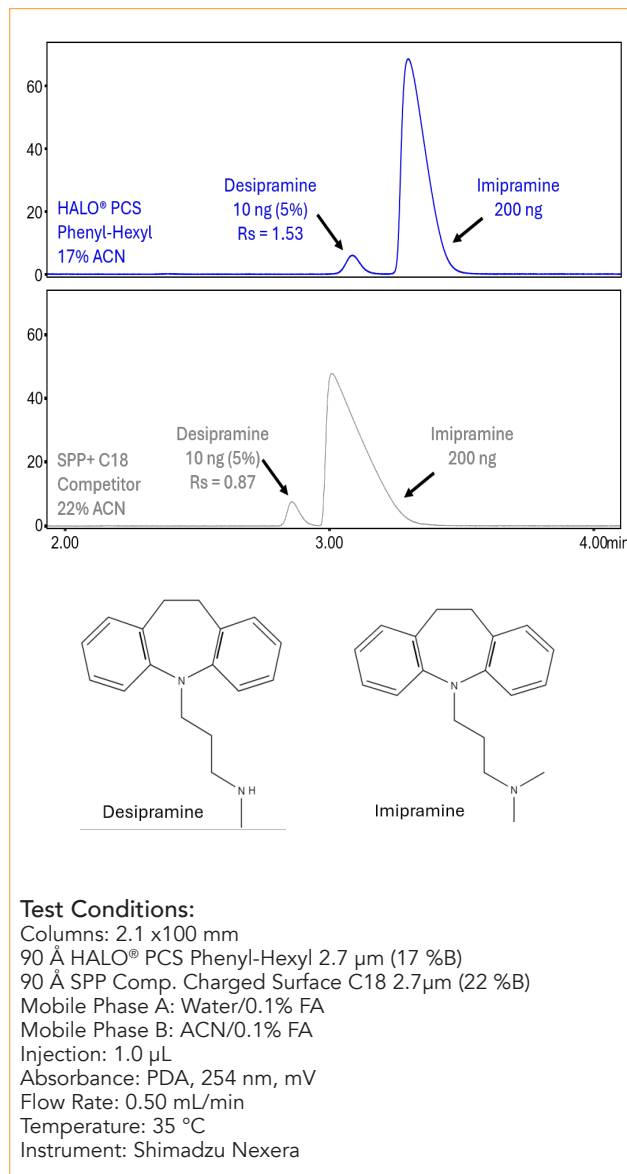 60
40
20
0
HALO® PCS
Phenyl-Hexyl
17% ACN
Desipramine
10 ng (5%)
Rs = 1.53
Imipramine
200 ng
60
40
20
0
SPP+ C18
Competitor
22% ACN
Desipramine
10 ng (5%)
Rs = 0.87
Imipramine
200 ng
2.00
3.00
4.00min
N
NH
Desipramine
N
N
Imipramine
Test Conditions:
Columns: 2.1 x100 mm
90 Å HALO® PCS Phenyl-Hexyl 2.7 µm (17 %B)
90 Å SPP Comp. Charged Surface C18 2.7µm (22 %B)
Mobile Phase A: Water/0.1% FA
Mobile Phase B: ACN/0.1% FA
Injection: 1.0 µL
Absorbance: PDA, 254 nm, mV
Flow Rate: 0.50 mL/min
Temperature: 35 °C
Instrument: Shimadzu Nexera